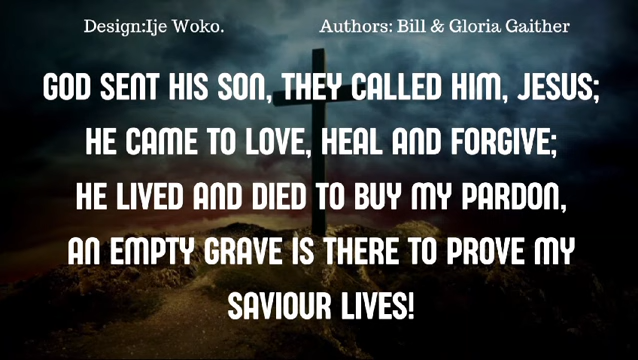 Design:Ije Woko. Authors: Bill & Gloria Gaither
GOD SENT HIS SON, THEY CALLED HIM, JESUS;
HE CAME TO LOVE, HEAL AND FORGIVE;
HE LIVED AND DIED TO BUY MY PARDON,
AN EMPTY GRAVE IS THERE TO PROVE MY
SAVIOUR LIVES!